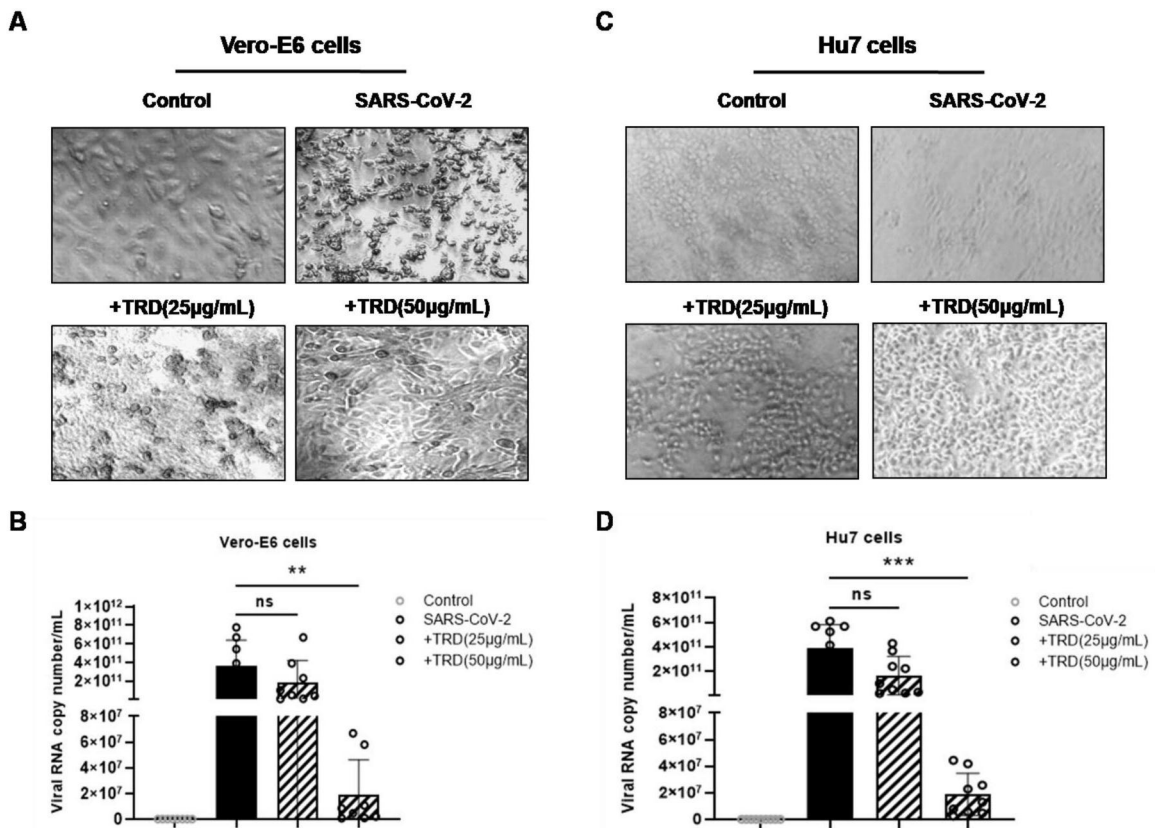 A
Vero-E6 cells
Control
SARS-CoV-2
+TRD(25µg/mL)
+TRD(50µg/mL)
B
Vero-E6 cells
**
ns
Viral RNA copy number/mL
1×10¹²
8×10¹¹
6×10¹¹
4×10¹¹
2×10¹¹
8×10⁷
6×10⁷
4×10⁷
2×10⁷
0
Control
SARS-CoV-2
+TRD(25µg/mL)
+TRD(50µg/mL)
C
Hu7 cells
Control
SARS-CoV-2
+TRD(25µg/mL)
+TRD(50µg/mL)
D
Hu7 cells
***
ns
Viral RNA copy number/mL
8×10¹¹
6×10¹¹
4×10¹¹
2×10¹¹
8×10⁷
6×10⁷
4×10⁷
2×10⁷
0
Control
SARS-CoV-2
+TRD(25µg/mL)
+TRD(50µg/mL)